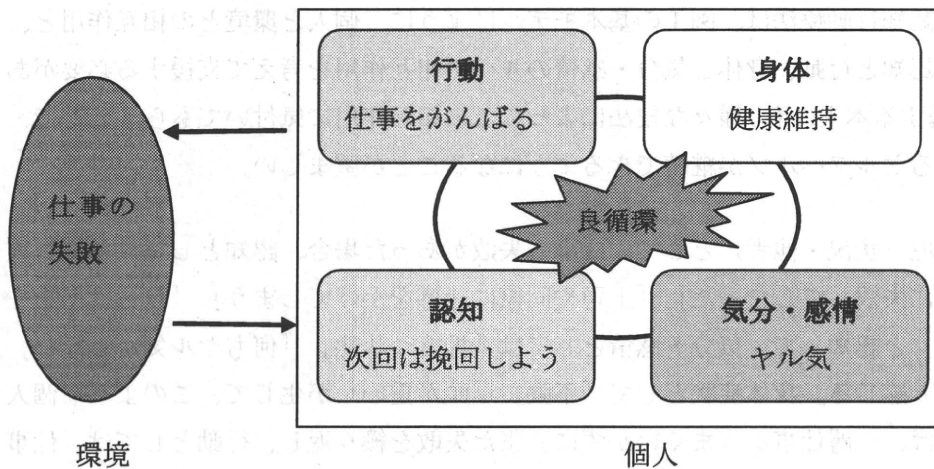 行動
仕事をがんばる
身体
健康維持
仕事の
失敗
良循環
認知
次回は挽回しよう
気分・感情
ヤル気
環境
個人